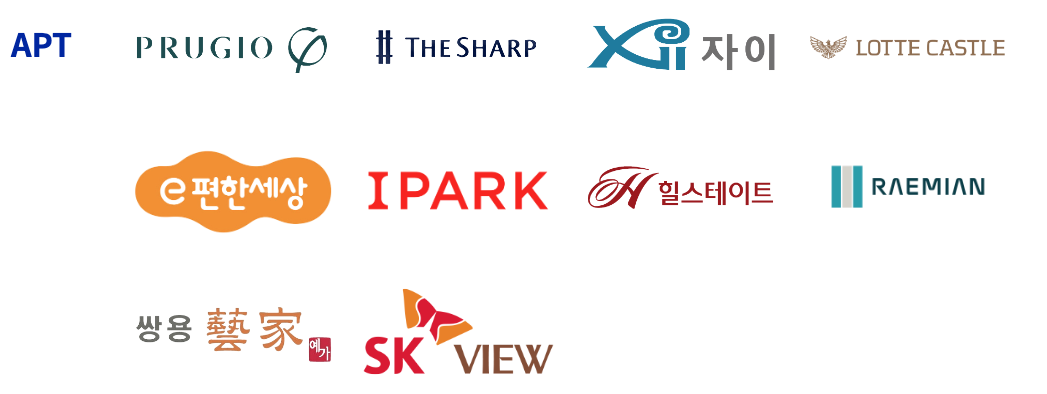 APT
PRUGIO
THE SHARP
Xii 자이
LOTTE CASTLE
e편한세상
IPARK
H 힐스테이트
RAEMIAN
쌍용 藝家 예가
SK VIEW